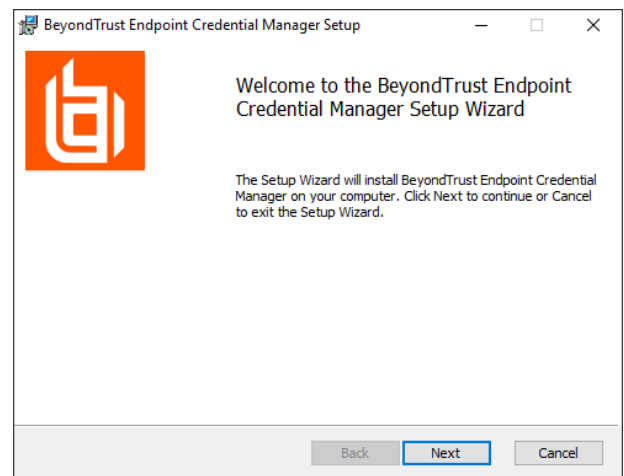 BeyondTrust Endpoint Credential Manager Setup
Welcome to the BeyondTrust Endpoint
Credential Manager Setup Wizard
The Setup Wizard will install BeyondTrust Endpoint Credential
Manager on your computer. Click Next to continue or Cancel
to exit the Setup Wizard.
Back Next Cancel